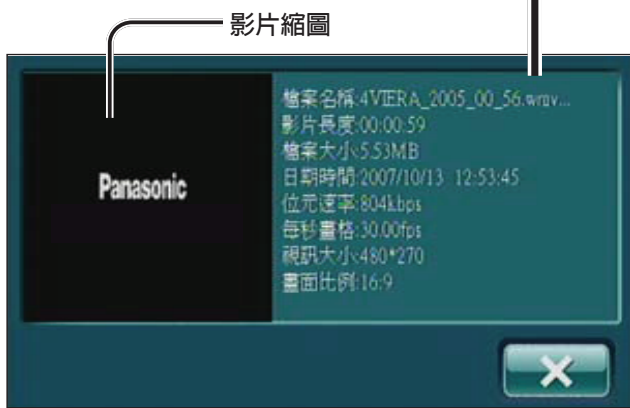 影片縮圖
Panasonic
檔案名稱:4VIERA_2005_00_56.wmv...
影片長度:00:00:59
檔案大小:5.53MB
日期時間:2007/10/13 12:53:45
位元速率:804kbps
每秒畫格:30.00fps
視訊大小:480*270
畫面比例:16:9